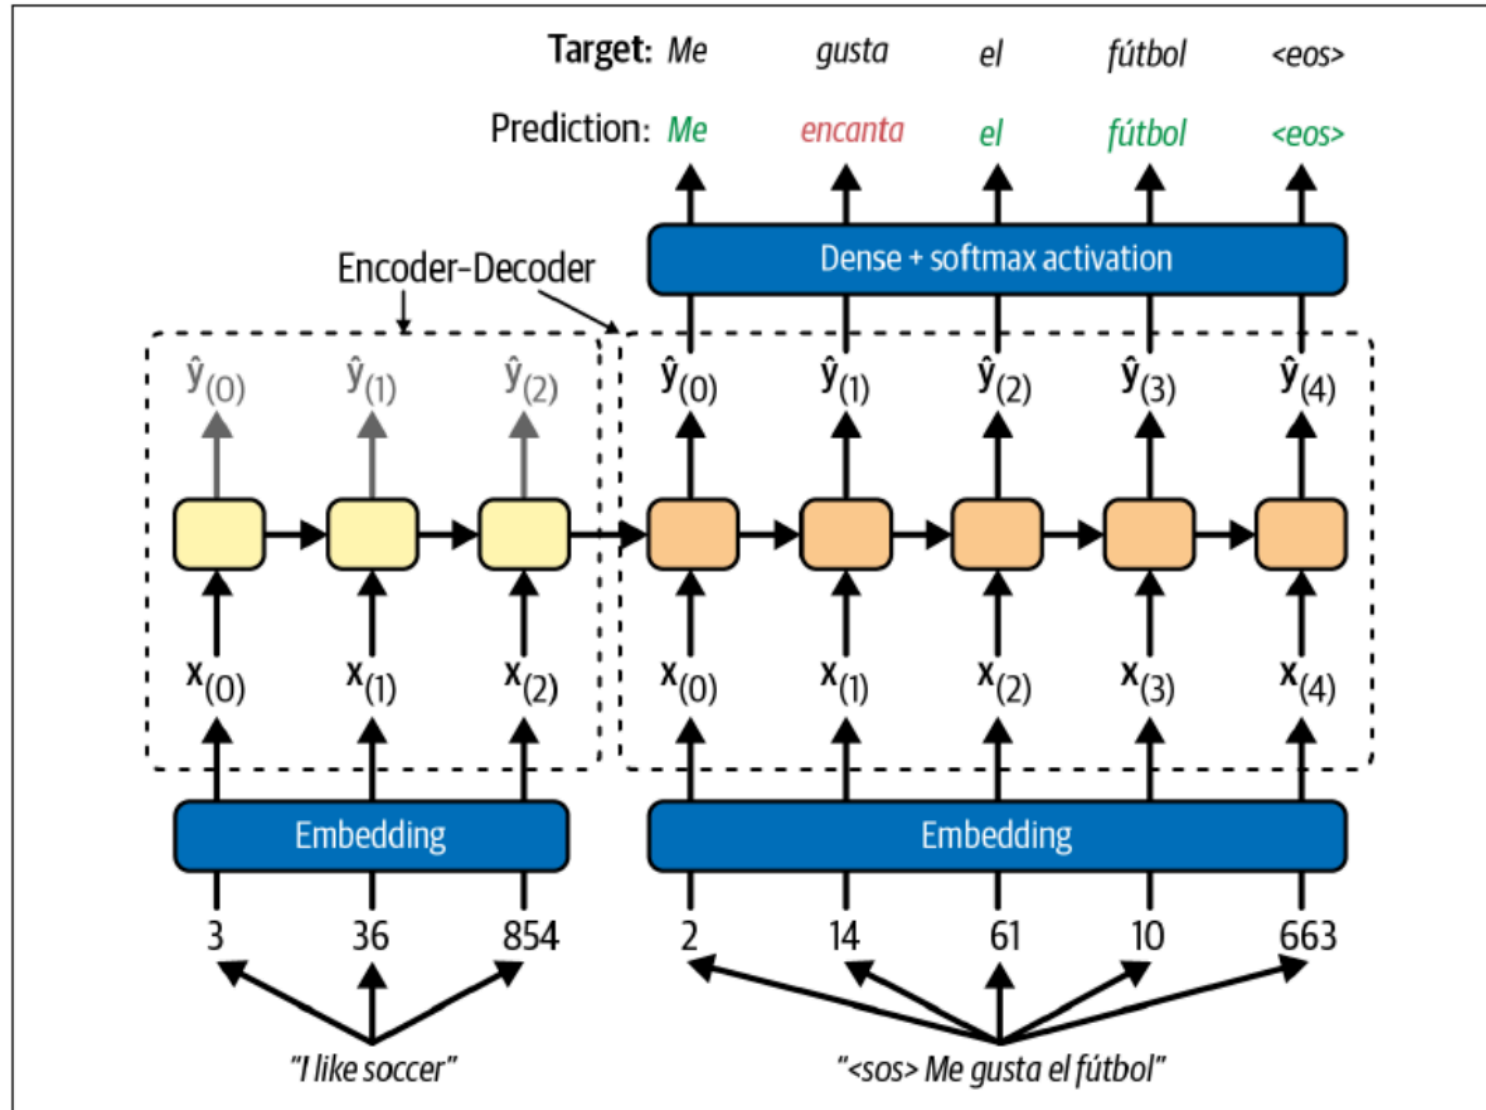 Target: Me gusta el fútbol <eos>
Prediction: Me encanta el fútbol <eos>
Dense + softmax activation
Encoder–Decoder
ŷ(0) ŷ(1) ŷ(2) ŷ(0) ŷ(1) ŷ(2) ŷ(3) ŷ(4)
x(0) x(1) x(2) x(0) x(1) x(2) x(3) x(4)
Embedding Embedding
3 36 854 2 14 61 10 663
"I like soccer" "<sos> Me gusta el fútbol"